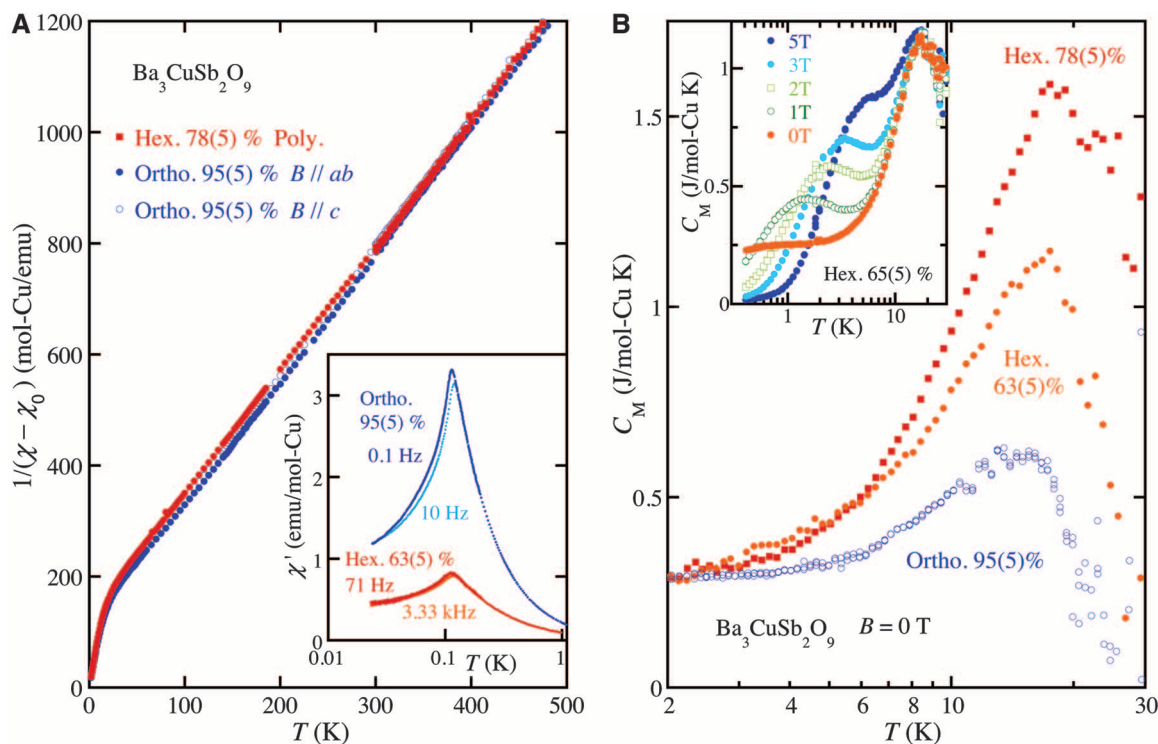 A
1200
1000
800
600
400
200
0
1/(χ − χ₀) (mol-Cu/emu)
Ba₃CuSb₂O₉
Hex. 78(5) % Poly.
Ortho. 95(5) % B // ab
Ortho. 95(5) % B // c
0 100 200 300 400 500
T (K)
3
2
1
0
χ' (emu/mol-Cu)
Ortho.
95(5) %
0.1 Hz
10 Hz
Hex. 63(5) %
71 Hz
3.33 kHz
0.01 0.1 1
T (K)
B
1.5
1
0.5
0
C_M (J/mol-Cu K)
Hex. 78(5)%
Hex.
63(5)%
Ortho. 95(5)%
Ba₃CuSb₂O₉ B = 0 T
2 4 6 8 10 30
T (K)
1
0.5
0
C_M (J/mol-Cu K)
5T
3T
2T
1T
0T
Hex. 65(5) %
1 10
T (K)